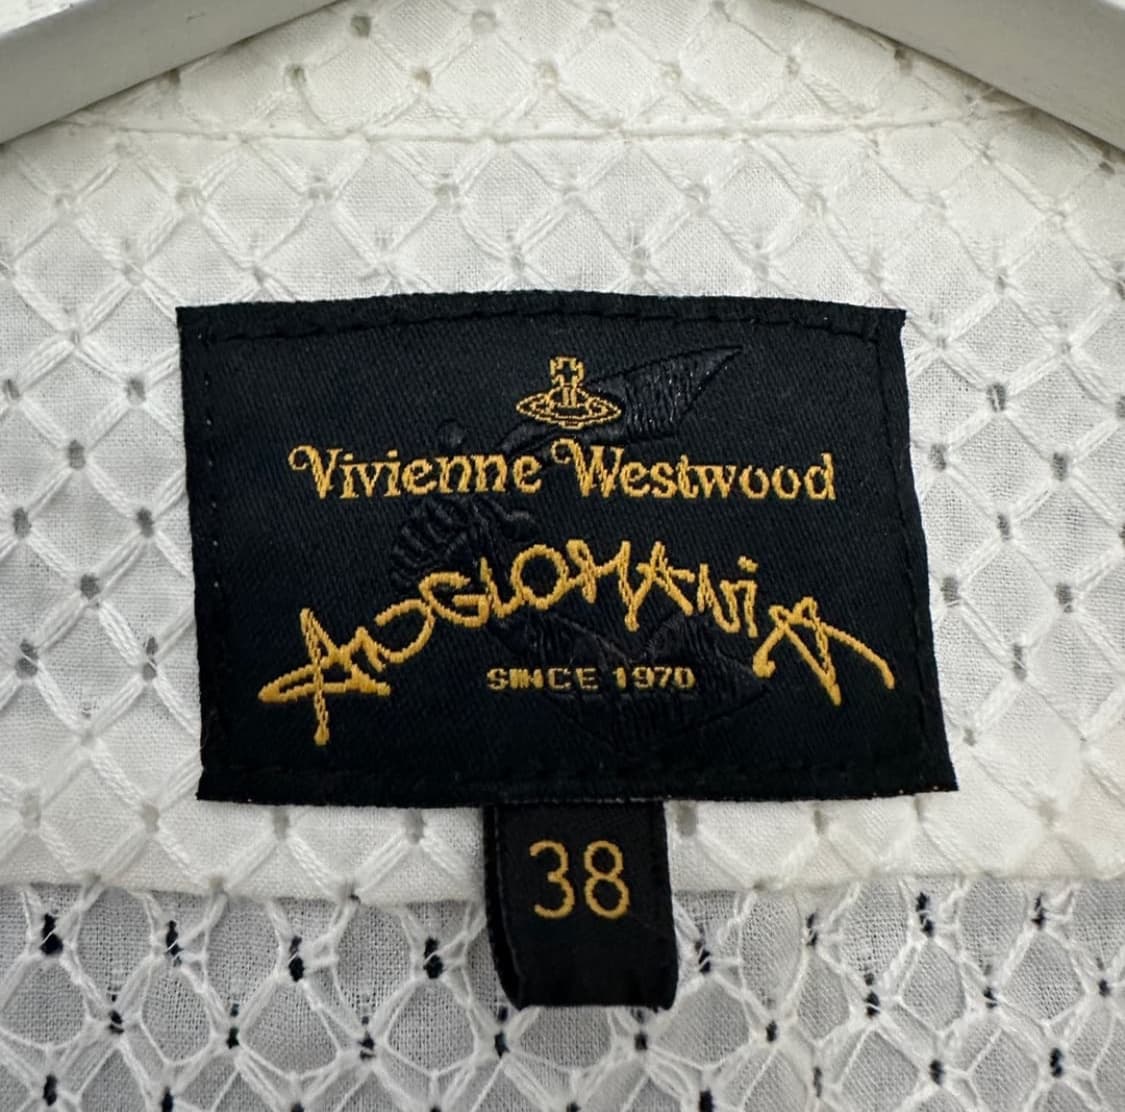 Vivienne Westwood
ANGLOMANiA
SINCE 1970
38